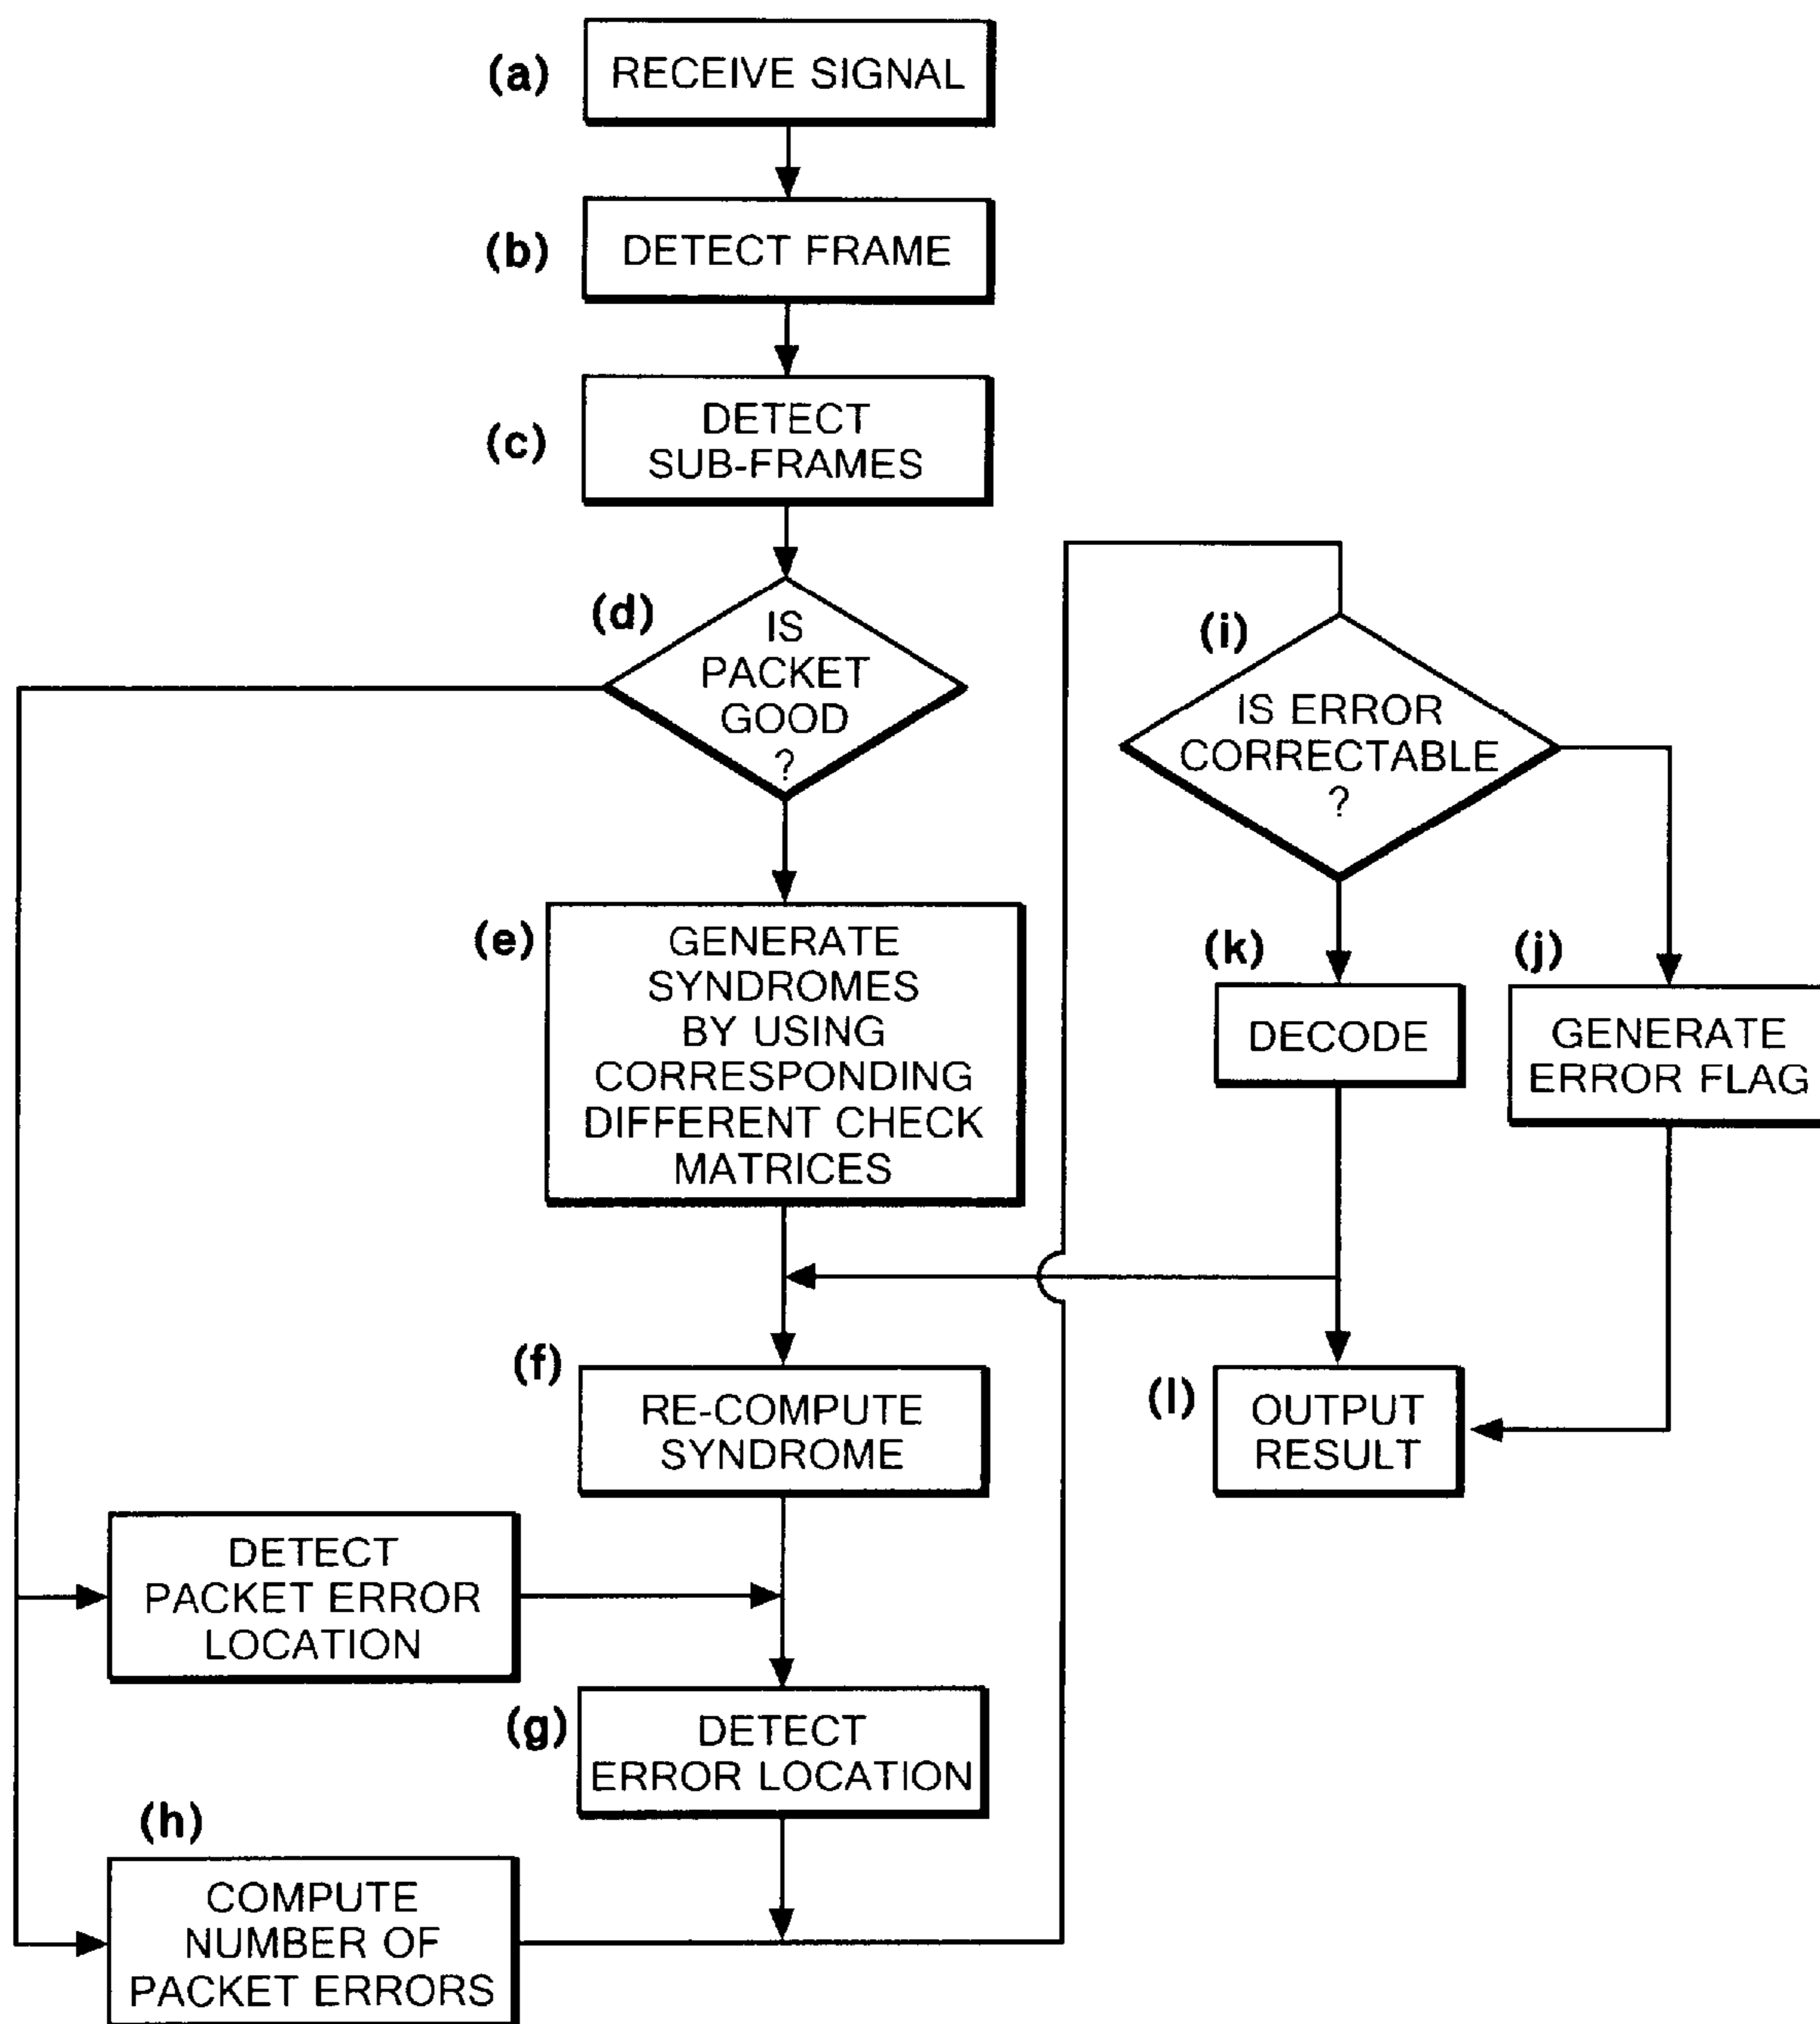 (a)
RECEIVE SIGNAL
(b)
DETECT FRAME
(c)
DETECT
SUB-FRAMES
(d)
IS
PACKET
GOOD
?
(e)
GENERATE
SYNDROMES
BY USING
CORRESPONDING
DIFFERENT CHECK
MATRICES
(f)
RE-COMPUTE
SYNDROME
DETECT
PACKET ERROR
LOCATION
(g)
DETECT
ERROR LOCATION
(h)
COMPUTE
NUMBER OF
PACKET ERRORS
(i)
IS ERROR
CORRECTABLE
?
(k)
DECODE
(j)
GENERATE
ERROR FLAG
(l)
OUTPUT
RESULT